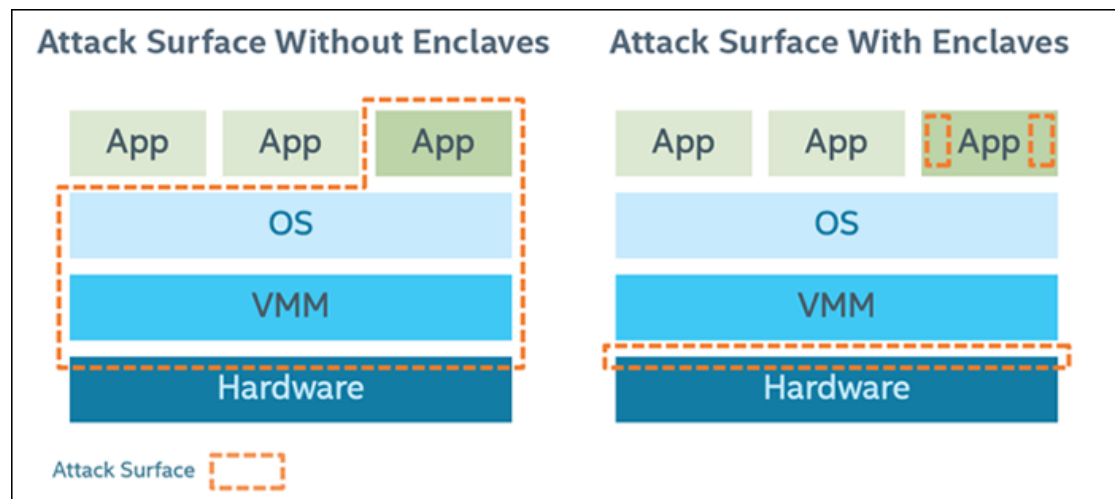 Attack Surface Without Enclaves
App App App
OS
VMM
Hardware
Attack Surface
Attack Surface With Enclaves
App App App
OS
VMM
Hardware